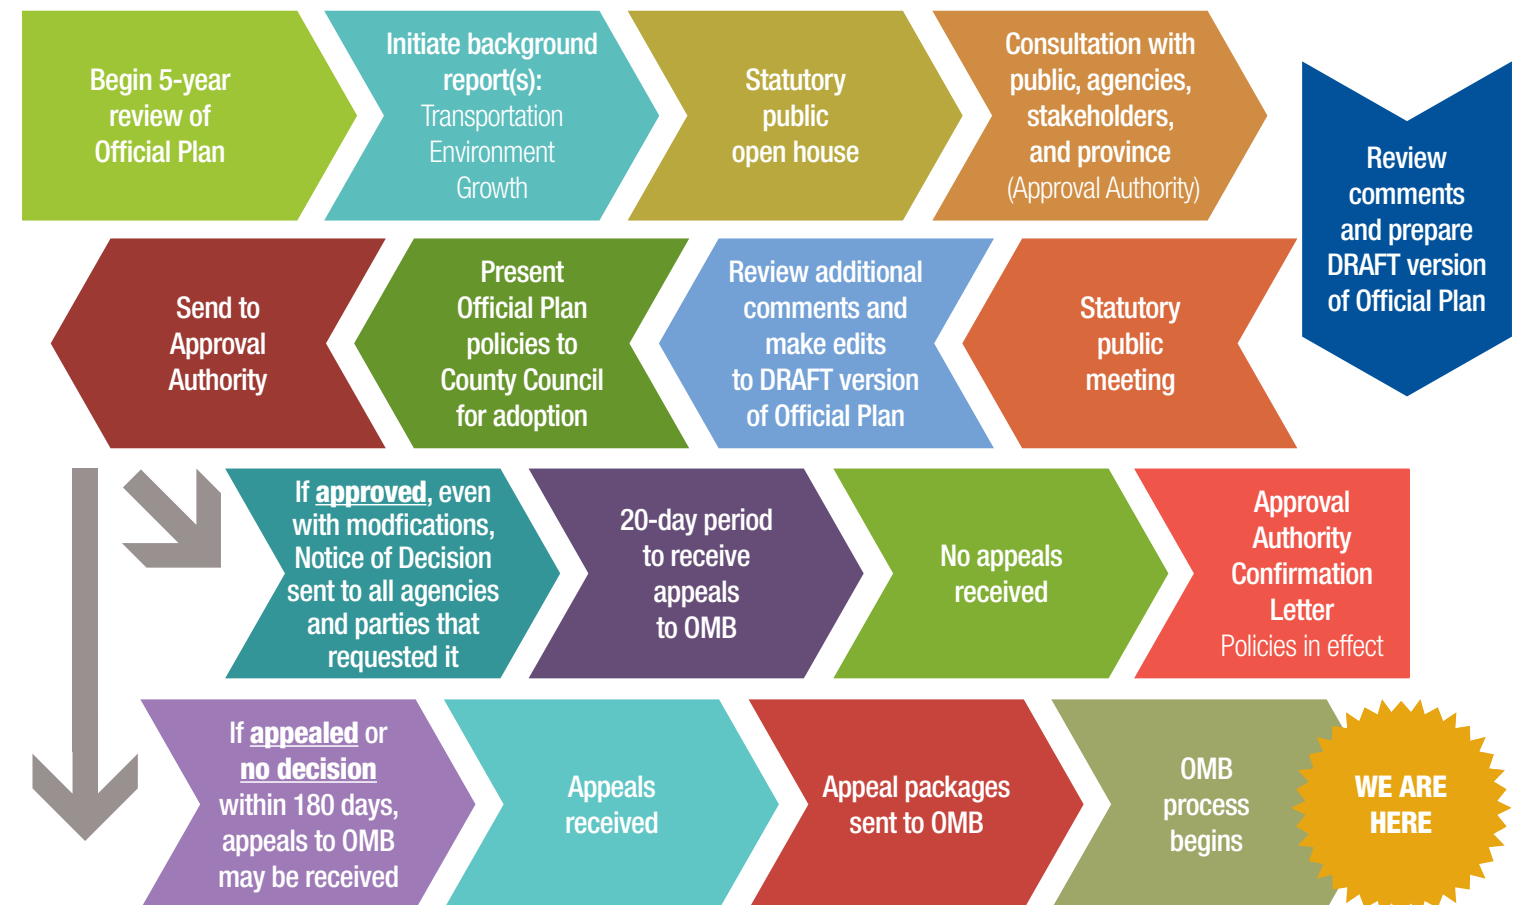 Begin 5-year
review of
Official Plan
Initiate background
report(s):
Transportation
Environment
Growth
Statutory
public
open house
Consultation with
public, agencies,
stakeholders,
and province
(Approval Authority)
Review
comments
and prepare
DRAFT version
of Official Plan
Statutory
public
meeting
Review additional
comments and
make edits
to DRAFT version
of Official Plan
Present
Official Plan
policies to
County Council
for adoption
Send to
Approval
Authority
If approved, even
with modfications,
Notice of Decision
sent to all agencies
and parties that
requested it
20-day period
to receive
appeals
to OMB
No appeals
received
Approval
Authority
Confirmation
Letter
Policies in effect
If appealed or
no decision
within 180 days,
appeals to OMB
may be received
Appeals
received
Appeal packages
sent to OMB
OMB
process
begins
WE ARE
HERE